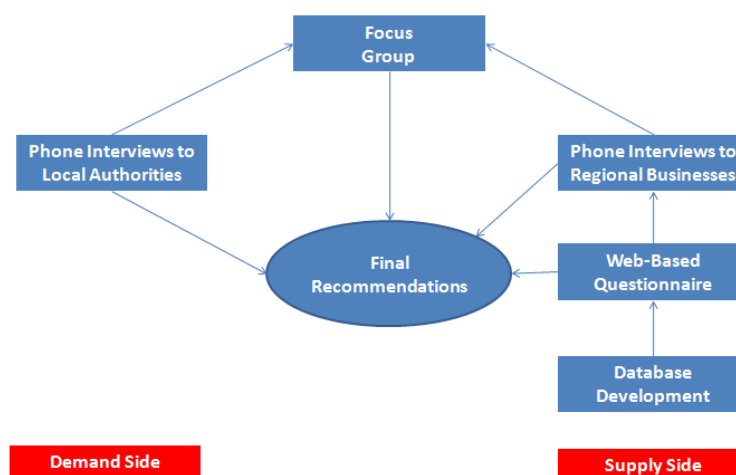 Focus
Group
Phone Interviews to
Local Authorities
Phone Interviews to
Regional Businesses
Final
Recommendations
Web-Based
Questionnaire
Database
Development
Demand Side
Supply Side